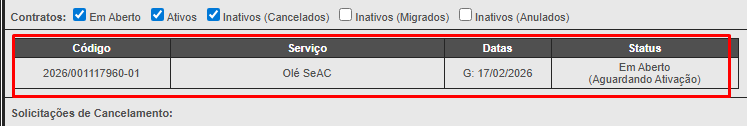 Contratos: Em Aberto Ativos Inativos (Cancelados) Inativos (Migrados) Inativos (Anulados)
Código Serviço Datas Status
2026/001117960-01 Olé SeAC G: 17/02/2026 Em Aberto
(Aguardando Ativação)
Solicitações de Cancelamento: